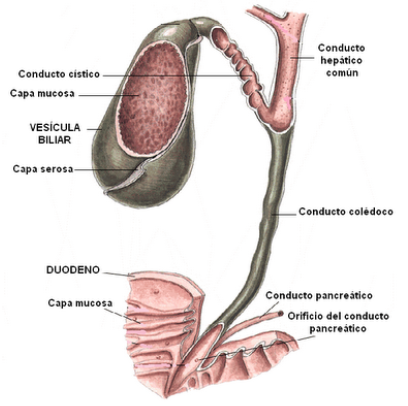 Conducto
hepático
común
Conducto cístico
Capa mucosa
VESÍCULA
BILIAR
Capa serosa
Conducto colédoco
DUODENO
Capa mucosa
Conducto pancreático
Orificio del conducto
pancreático